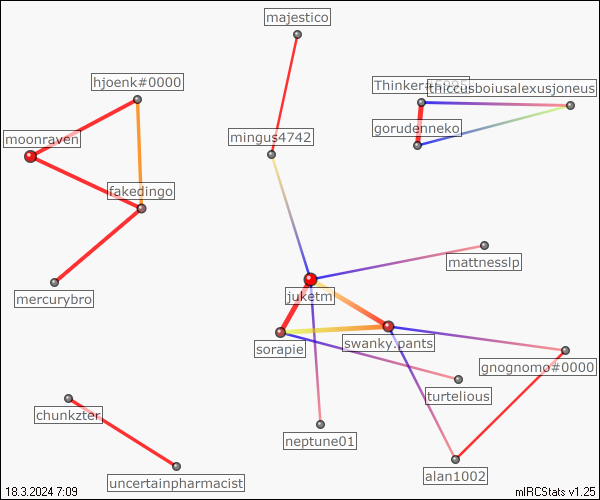 majestico
hjoenk#0000
Thinker
thiccusboiusalexusjoneus
gorudenneko
mingus4742
moonraven
fakedingo
mattnesslp
mercurybro
juketm
swanky.pants
sorapie
gnognomo#0000
turtelious
chunkzter
neptune01
alan1002
uncertainpharmacist
18.3.2024 7:09
mIRCStats v1.25